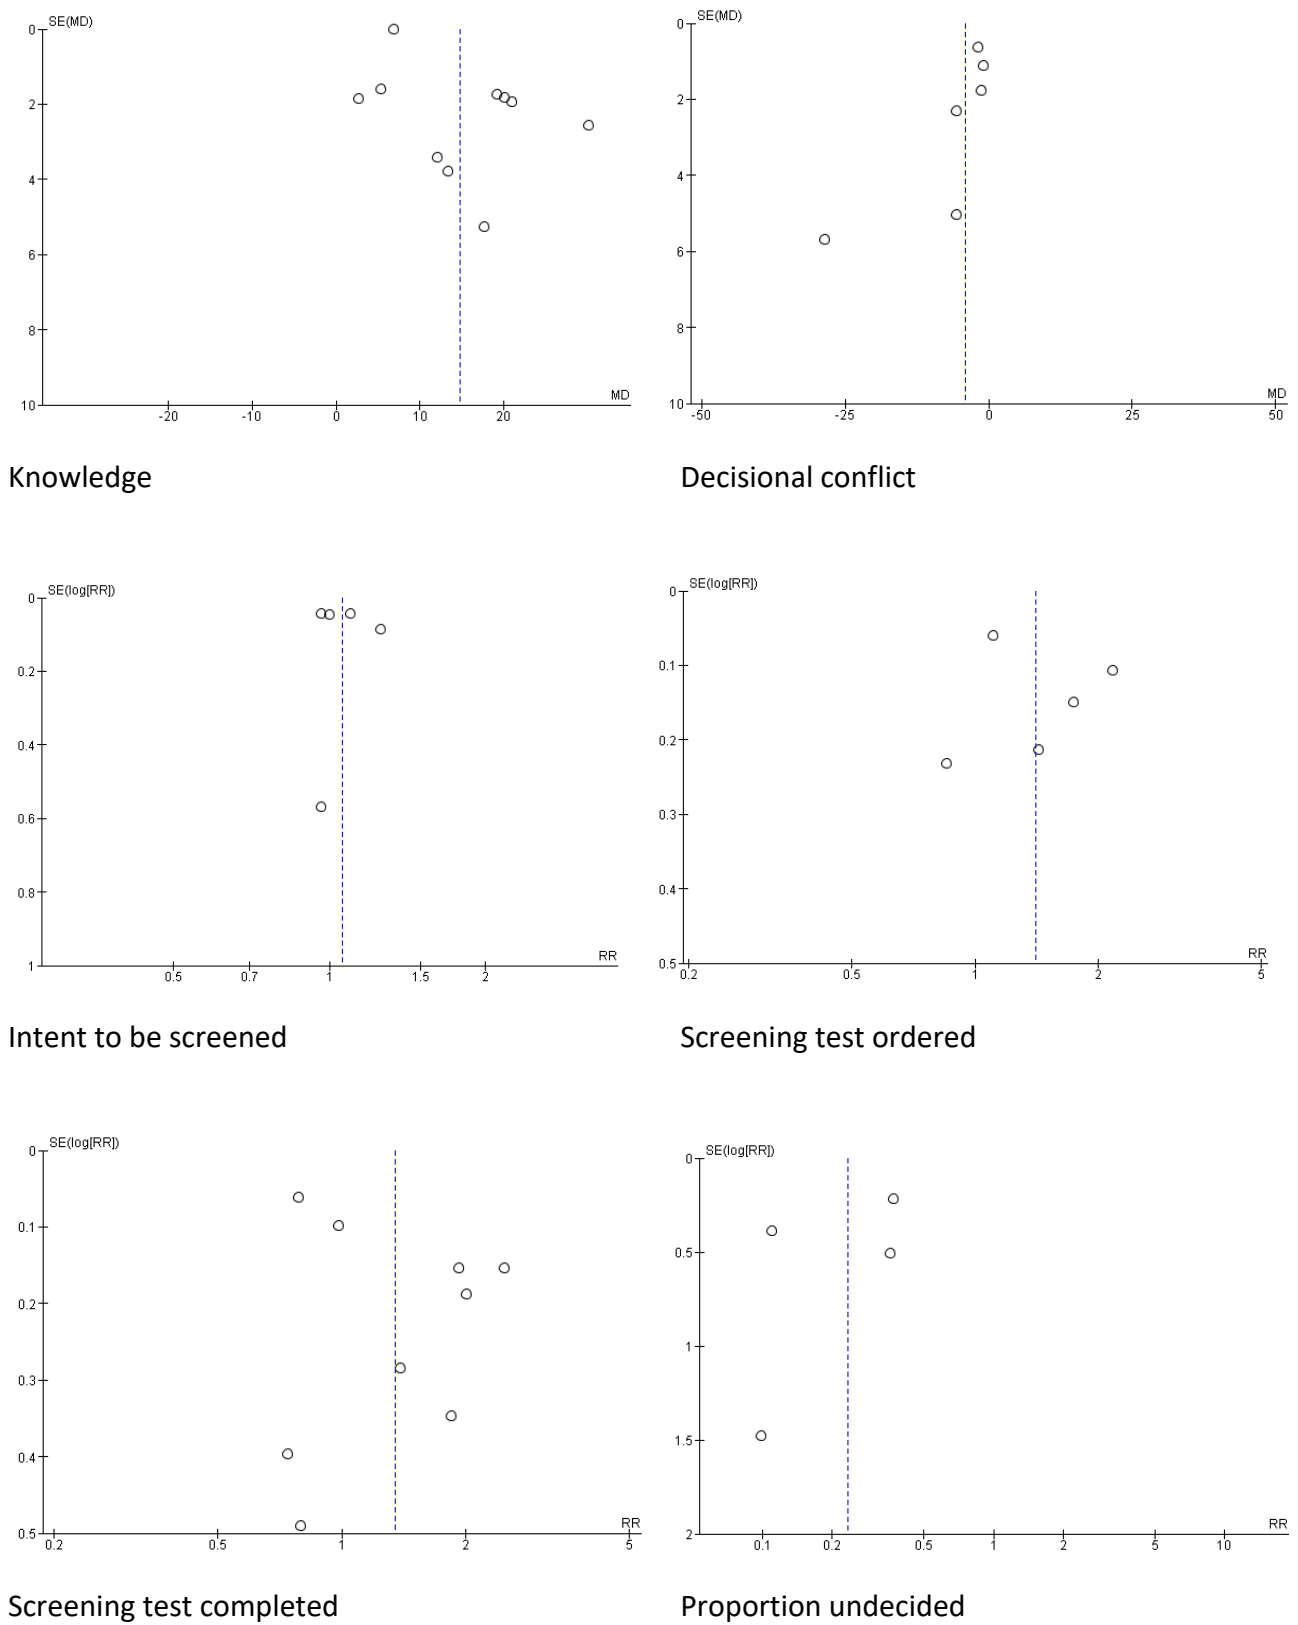 SE(MD)
0
2
4
6
8
10
-20 -10 0 10 20
MD
Knowledge
SE(MD)
0
2
4
6
8
10
-50 -25 0 25 50
MD
Decisional conflict
SE(log[RR])
0
0.2
0.4
0.6
0.8
1
0.5 0.7 1 1.5 2
RR
Intent to be screened
SE(log[RR])
0
0.1
0.2
0.3
0.4
0.5
0.2 0.5 1 2 5
RR
Screening test ordered
SE(log[RR])
0
0.1
0.2
0.3
0.4
0.5
0.2 0.5 1 2 5
RR
Screening test completed
SE(log[RR])
0
0.5
1
1.5
2
0.1 0.2 0.5 1 2 5 10
RR
Proportion undecided